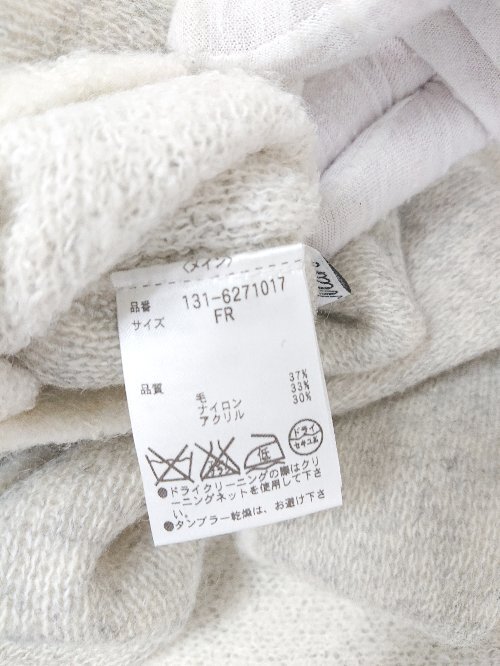 (メイン)
品番 131-6271017
サイズ FR
品質 毛 37%
ナイロン 33%
アクリル 30%
低
ドライ
セキユ系
●ドライクリーニングの際はクリ
ーニングネットを使用して下さ
い。
●タンブラー乾燥は、お避け下さ